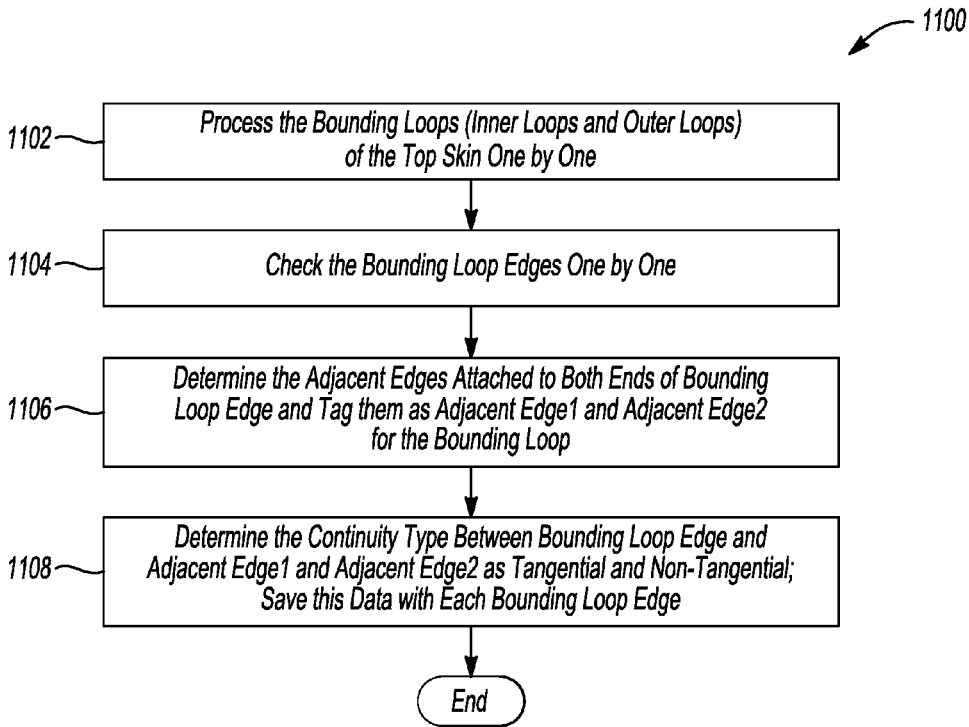 1100
1102
Process the Bounding Loops (Inner Loops and Outer Loops)
of the Top Skin One by One
1104
Check the Bounding Loop Edges One by One
1106
Determine the Adjacent Edges Attached to Both Ends of Bounding
Loop Edge and Tag them as Adjacent Edge1 and Adjacent Edge2
for the Bounding Loop
1108
Determine the Continuity Type Between Bounding Loop Edge and
Adjacent Edge1 and Adjacent Edge2 as Tangential and Non-Tangential;
Save this Data with Each Bounding Loop Edge
End